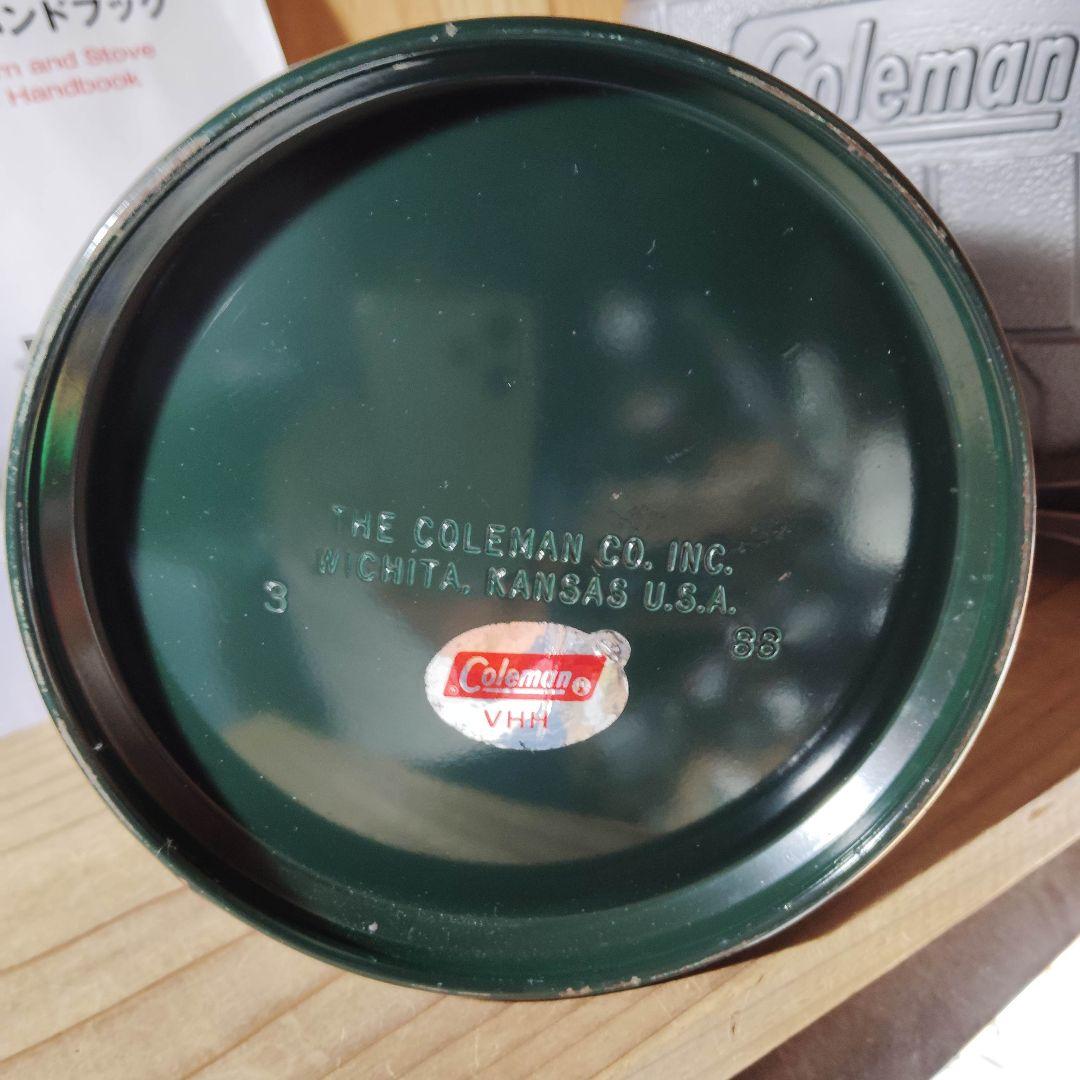 ンドブック
and Stove
Handbook
Coleman
THE COLEMAN CO. INC.
WICHITA, KANSAS U.S.A.
3
88
Coleman®
VHH